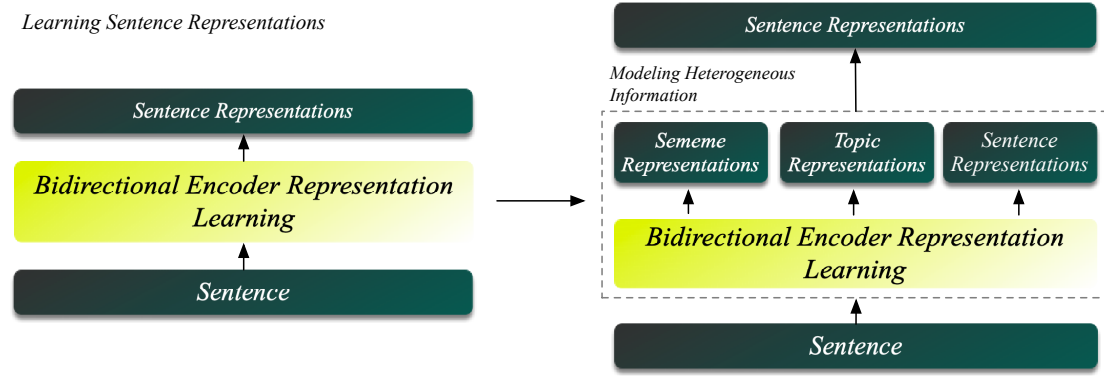 Learning Sentence Representations
Sentence Representations
Bidirectional Encoder Representation
Learning
Sentence
Sentence Representations
Modeling Heterogeneous
Information
Sememe
Representations
Topic
Representations
Sentence
Representations
Bidirectional Encoder Representation
Learning
Sentence